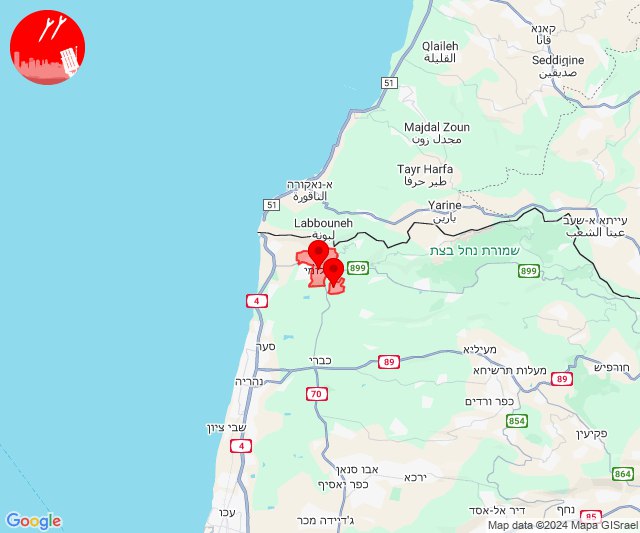 קאנא
قانا
Qlaileh
القليلة
Seddiqine
صديقين
51
Majdal Zoun
مجدل زون
Tayr Harfa
طير حرفا
א-נאקורה
الناقورة
Yarine
يارين
51
Labbouneh
لبونة
עייתא א-שעב
عيتا الشعب
שמורת נחל בצת
899
899
4
סער
מעיליא
כברי
89
חורפיש
נהריה
מעלות תרשיחא
89
70
כפר ורדים
854
שבי ציון
פקיעין
4
אבו סנאן
ירכא
864
כפר יאסיף
נחף
עכו
ג'דיידה מכר
דיר אל-אסד
85
Google
Map data ©2024 Mapa GISrael